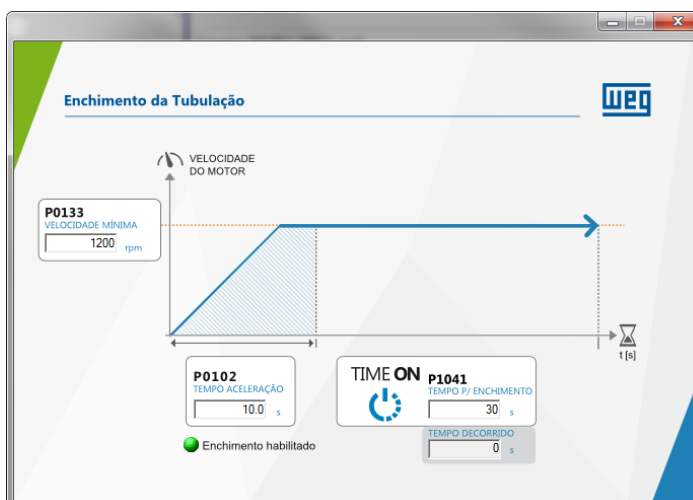 Enchimento da Tubulação
WEG
VELOCIDADE
DO MOTOR
P0133
VELOCIDADE MÍNIMA
1200 rpm
t [s]
P0102
TEMPO ACELERAÇÃO
10.0 s
TIME ON
P1041
TEMPO P/ ENCHIMENTO
30 s
TEMPO DECORRIDO
0 s
Enchimento habilitado